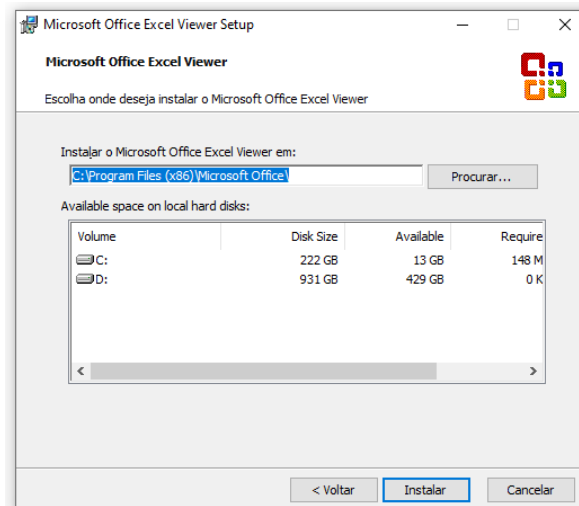 Microsoft Office Excel Viewer Setup
Microsoft Office Excel Viewer
Escolha onde deseja instalar o Microsoft Office Excel Viewer
Instalar o Microsoft Office Excel Viewer em:
C:\Program Files (x86)\Microsoft Office\
Procurar...
Available space on local hard disks:
Volume Disk Size Available Require
C: 222 GB 13 GB 148 M
D: 931 GB 429 GB 0 K
< Voltar Instalar Cancelar